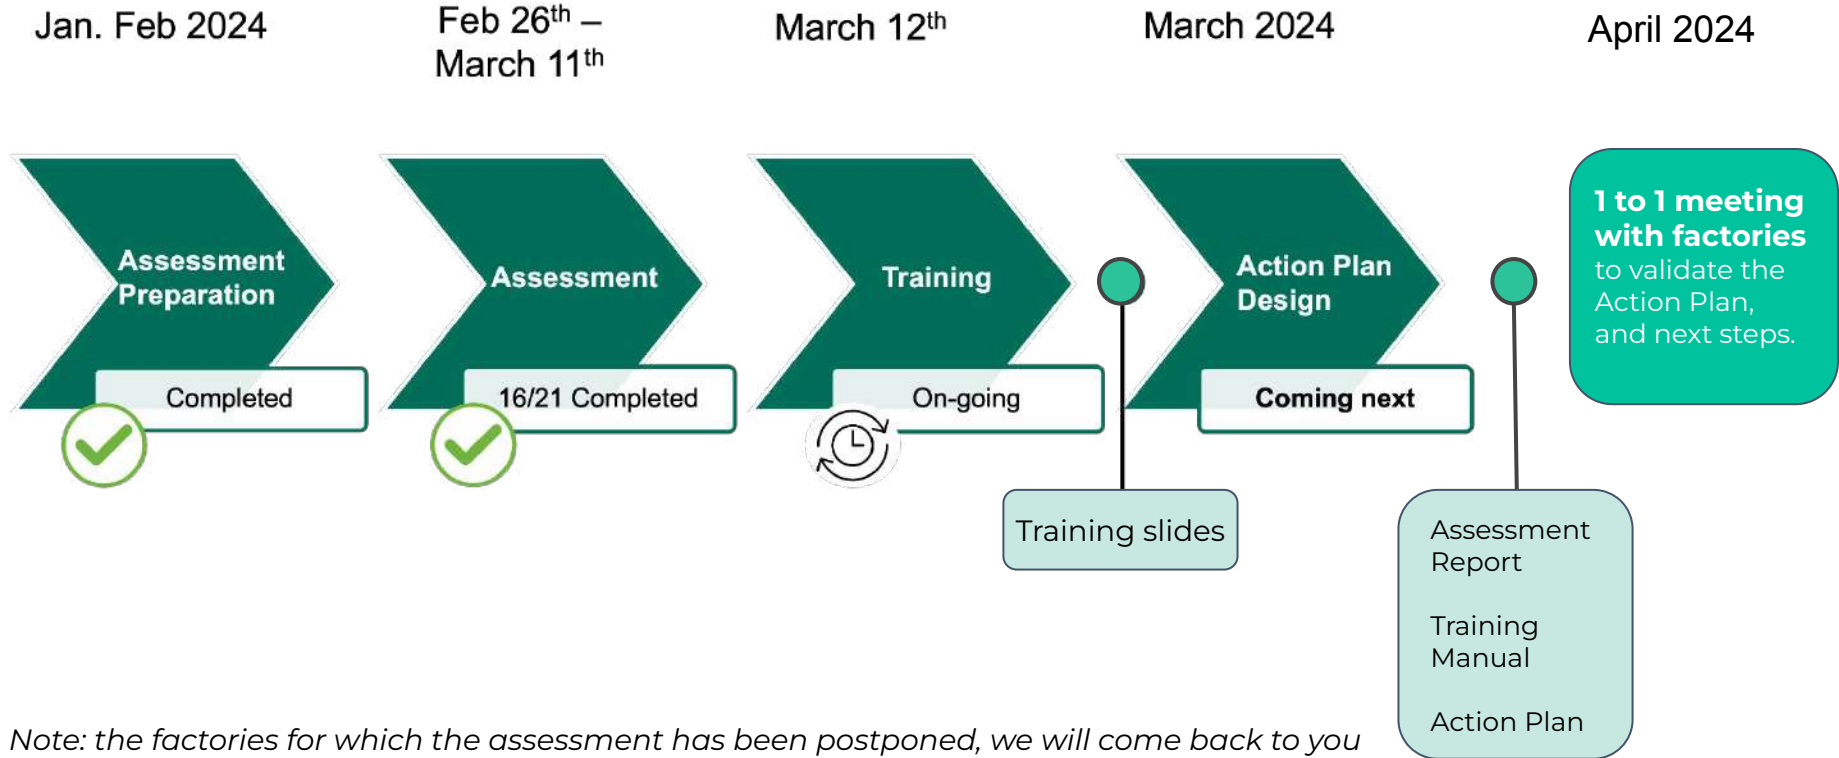 Jan. Feb 2024
Feb 26th –
March 11th
March 12th
March 2024
April 2024
Assessment
Preparation
Completed
Assessment
16/21 Completed
Training
On-going
Training slides
Action Plan
Design
Coming next
Assessment
Report
Training
Manual
Action Plan
1 to 1 meeting
with factories
to validate the
Action Plan,
and next steps.
Note: the factories for which the assessment has been postponed, we will come back to you